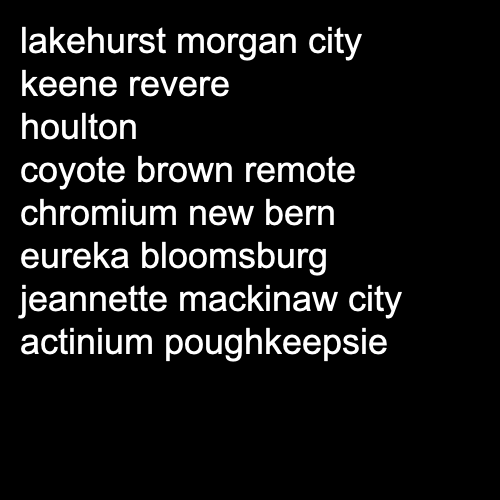 lakehurst morgan city
keene revere
houlton
coyote brown remote
chromium new bern
eureka bloomsburg
jeannette mackinaw city
actinium poughkeepsie